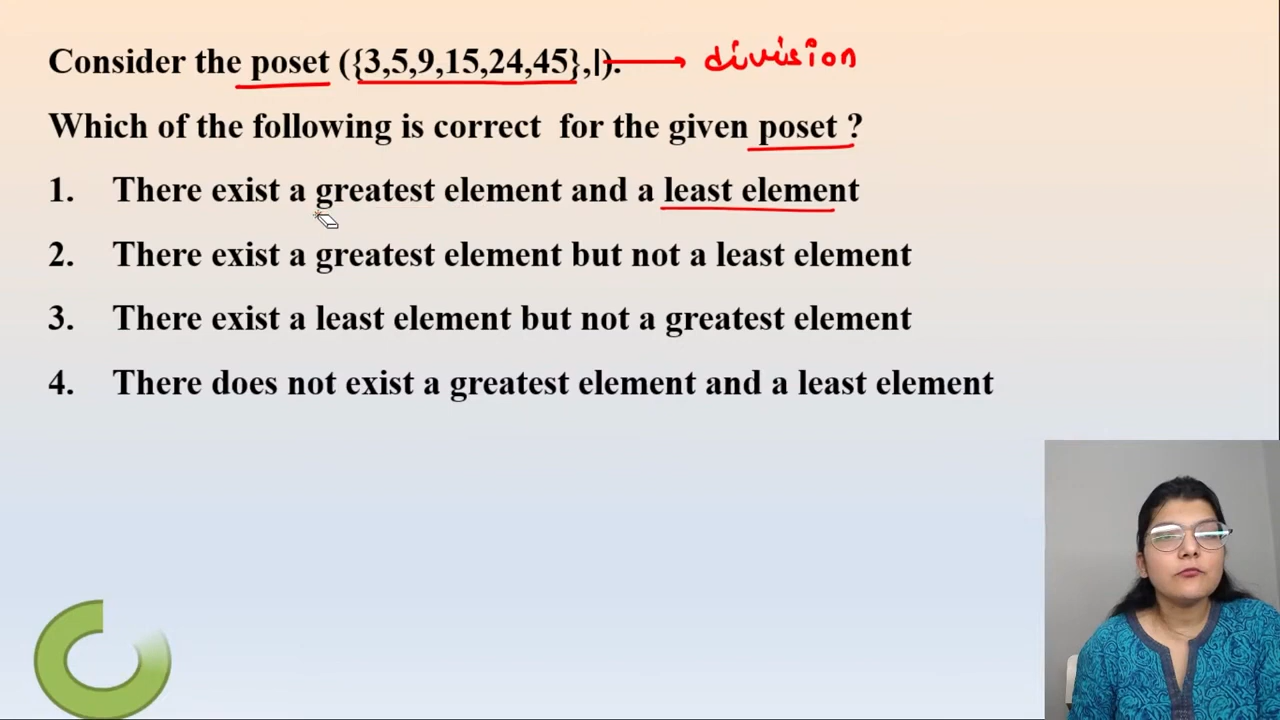 Consider the poset ({3,5,9,15,24,45},|). division
Which of the following is correct for the given poset ?
1. There exist a greatest element and a least element
2. There exist a greatest element but not a least element
3. There exist a least element but not a greatest element
4. There does not exist a greatest element and a least element